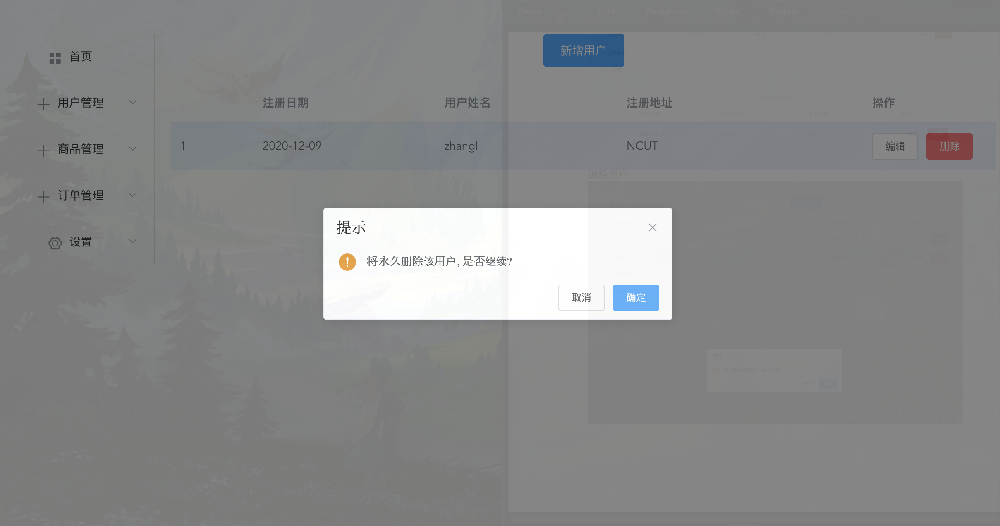 Paste Font Paragraph Styles Dictate Sensitivity
新增用户
首页
用户管理
商品管理
订单管理
设置
注册日期 用户姓名 注册地址 操作
1 2020-12-09 zhangl NCUT 编辑 删除
删除用户
提示
将永久删除该用户, 是否继续?
取消 确定